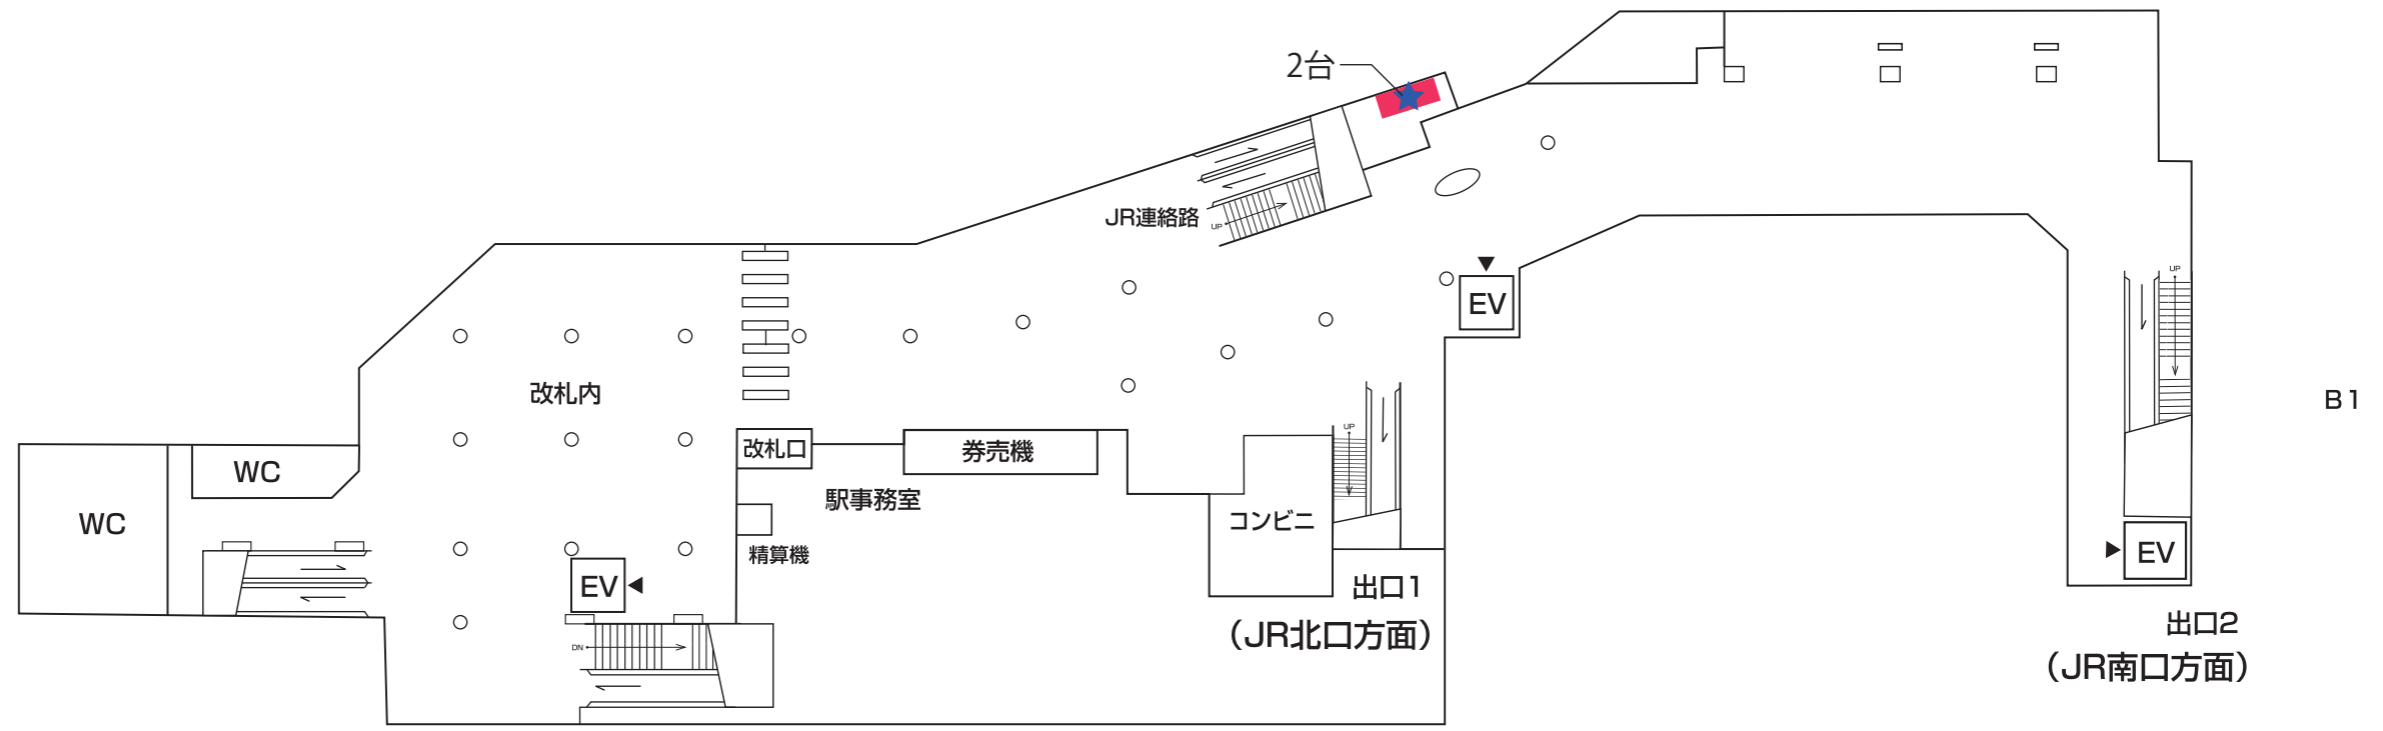 2台
JR連絡路
UP
EV
UP
B1
改札内
UP
改札口
券売機
WC
WC
駅事務室
コンビニ
精算機
EV
EV
出口1
(JR北口方面)
出口2
(JR南口方面)
DN